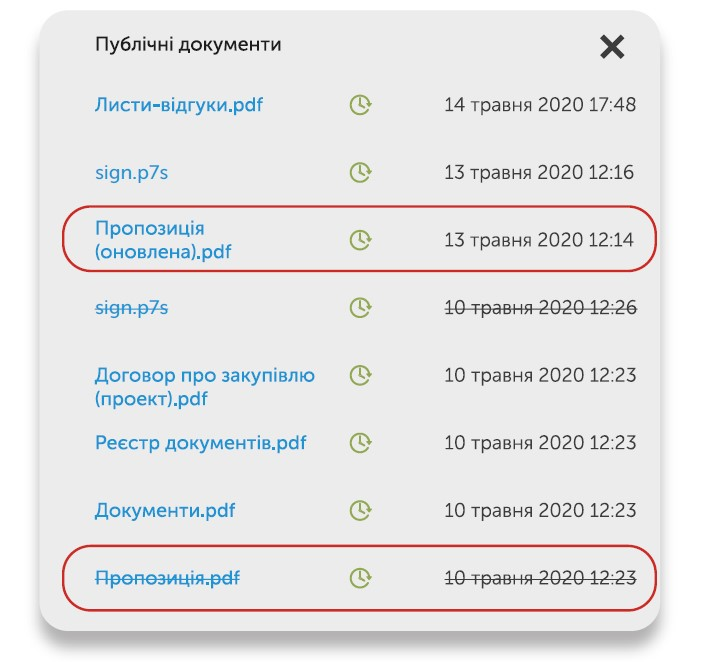 Публічні документи
Листи-відгуки.pdf 14 травня 2020 17:48
sign.p7s 13 травня 2020 12:16
Пропозиція
(оновлена).pdf 13 травня 2020 12:14
sign.p7s 10 травня 2020 12:26
Договор про закупівлю
(проект).pdf 10 травня 2020 12:23
Реєстр документів.pdf 10 травня 2020 12:23
Документи.pdf 10 травня 2020 12:23
Пропозиція.pdf 10 травня 2020 12:23